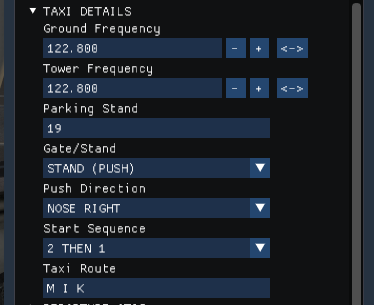 ▼ TAXI DETAILS
Ground Frequency
122.800 - + <->
Tower Frequency
122.800 - + <->
Parking Stand
19
Gate/Stand
STAND (PUSH) ▼
Push Direction
NOSE RIGHT ▼
Start Sequence
2 THEN 1 ▼
Taxi Route
M I K